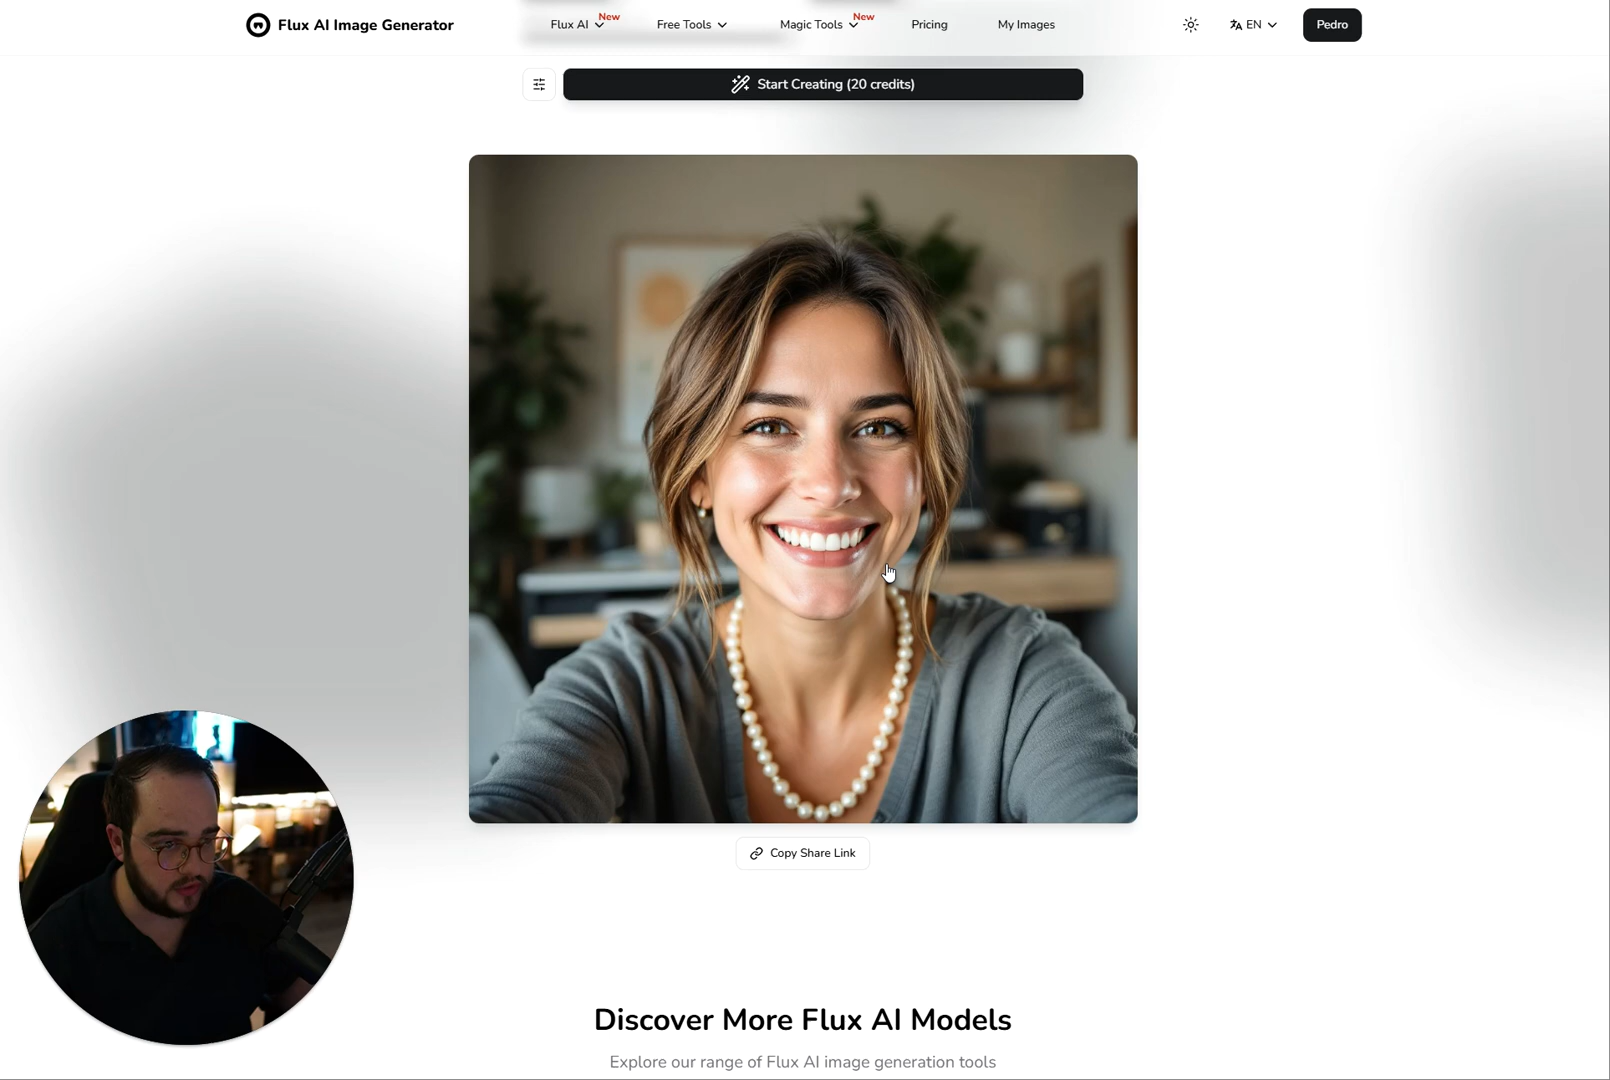 Flux AI Image Generator
Flux AI New
Free Tools
Magic Tools New
Pricing
My Images
EN
Pedro
Start Creating (20 credits)
Copy Share Link
Discover More Flux AI Models
Explore our range of Flux AI image generation tools